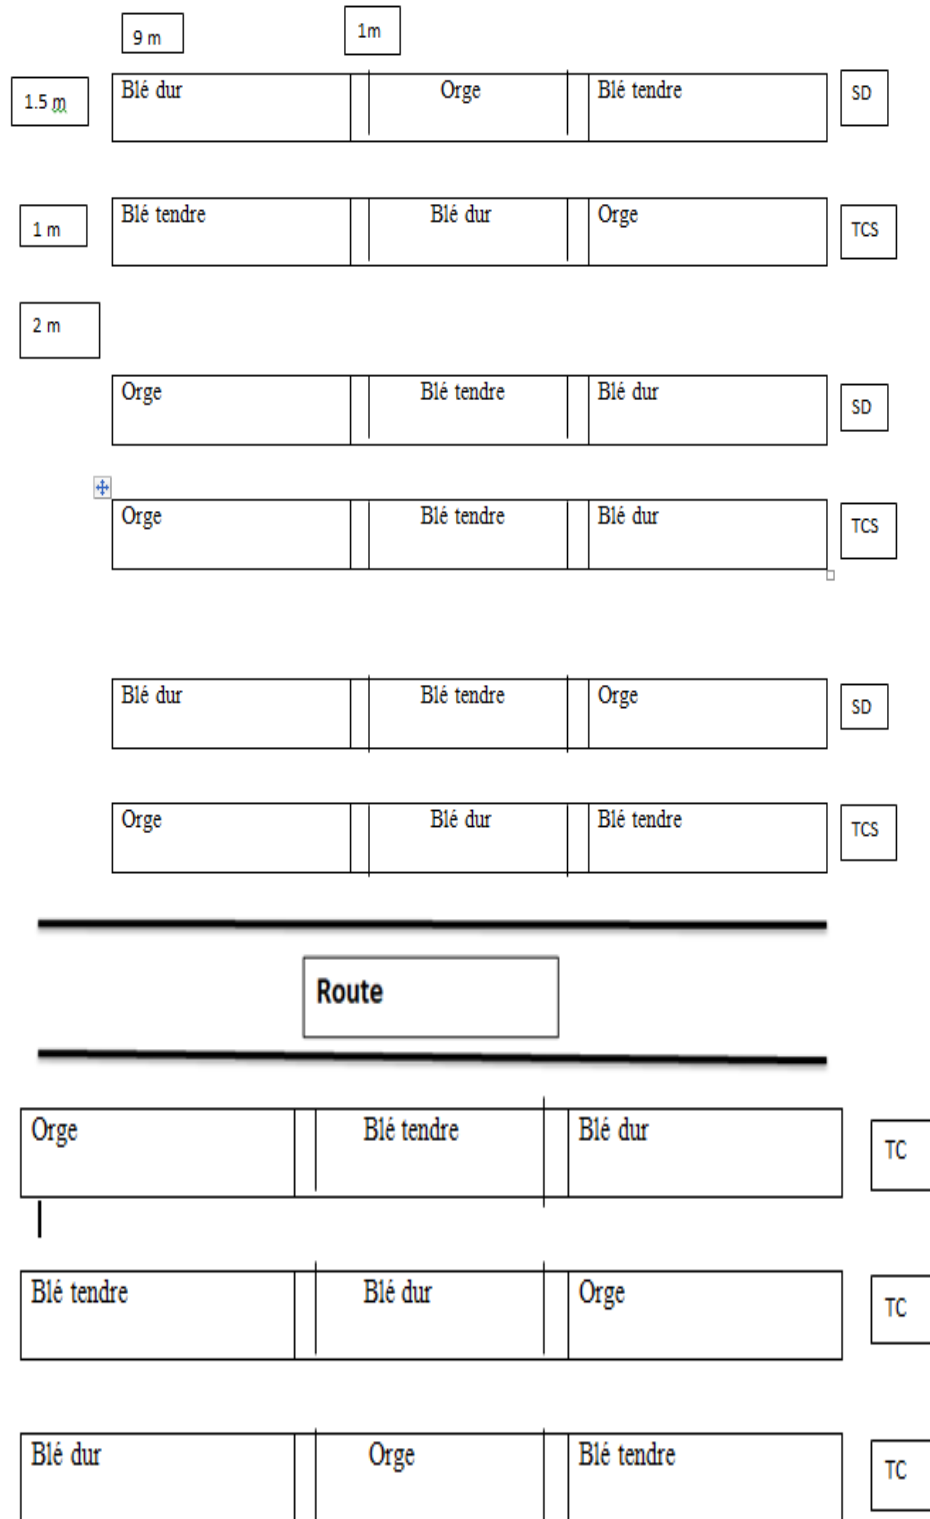 9 m 1m
1.5 m Blé dur Orge Blé tendre SD
1 m Blé tendre Blé dur Orge TCS
2 m
Orge Blé tendre Blé dur SD
Orge Blé tendre Blé dur TCS
Blé dur Blé tendre Orge SD
Orge Blé dur Blé tendre TCS
Route
Orge Blé tendre Blé dur TC
Blé tendre Blé dur Orge TC
Blé dur Orge Blé tendre TC